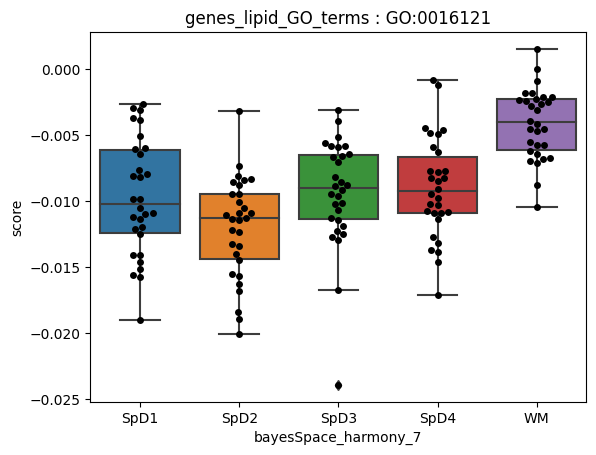 genes_lipid_GO_terms : GO:0016121
0.000
−0.005
−0.010
−0.015
−0.020
−0.025
score
SpD1 SpD2 SpD3 SpD4 WM
bayesSpace_harmony_7